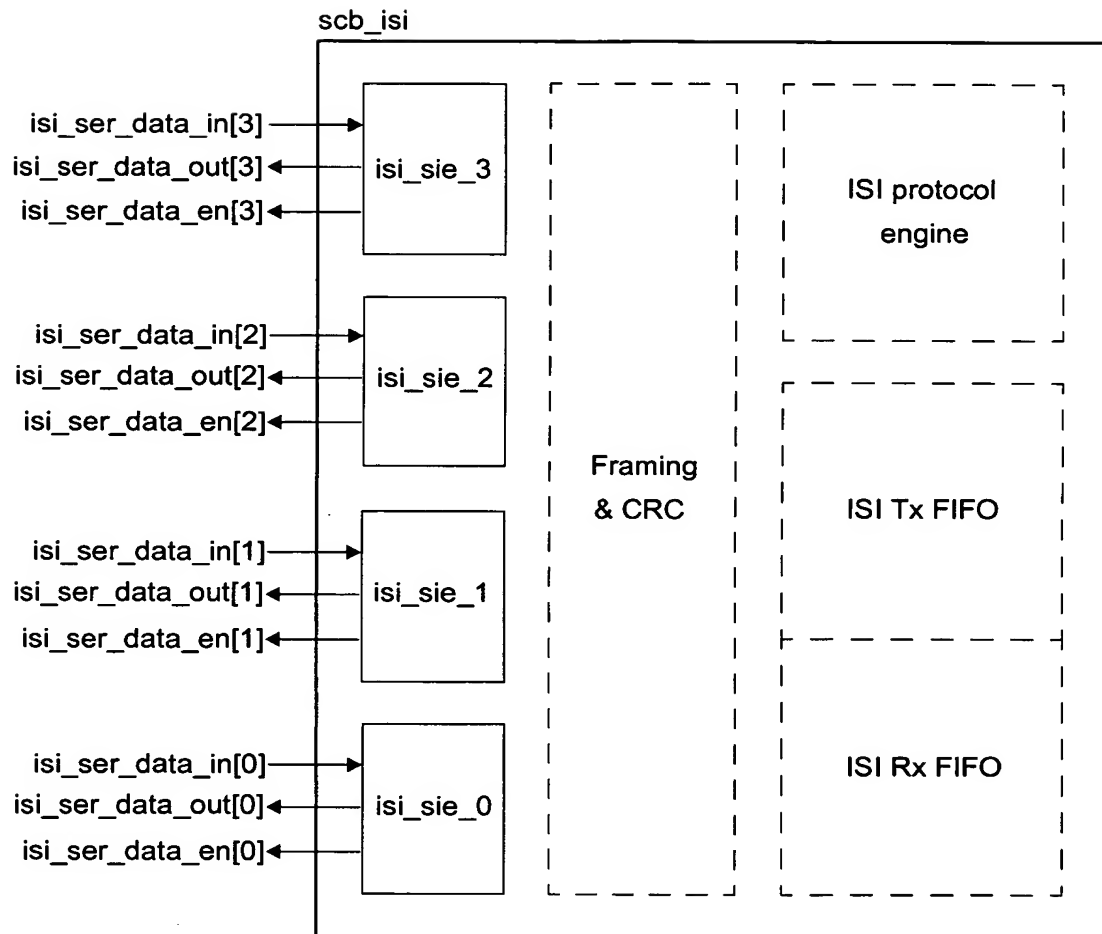 scb_isi
isi_ser_data_in[3]
isi_ser_data_out[3]
isi_ser_data_en[3]
isi_sie_3
isi_ser_data_in[2]
isi_ser_data_out[2]
isi_ser_data_en[2]
isi_sie_2
isi_ser_data_in[1]
isi_ser_data_out[1]
isi_ser_data_en[1]
isi_sie_1
isi_ser_data_in[0]
isi_ser_data_out[0]
isi_ser_data_en[0]
isi_sie_0
Framing
& CRC
ISI protocol
engine
ISI Tx FIFO
ISI Rx FIFO